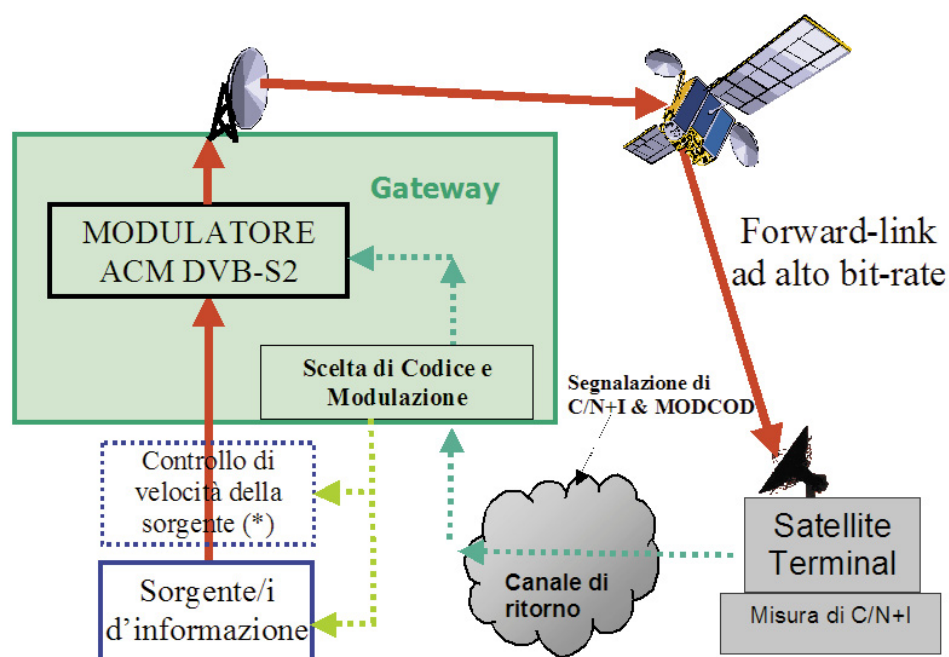 Gateway
MODULATORE
ACM DVB-S2
Forward-link
ad alto bit-rate
Scelta di Codice e
Modulazione
Segnalazione di
C/N+I & MODCOD
Controllo di
velocità della
sorgente (*)
Sorgente/i
d’informazione
Canale di
ritorno
Satellite
Terminal
Misura di C/N+I